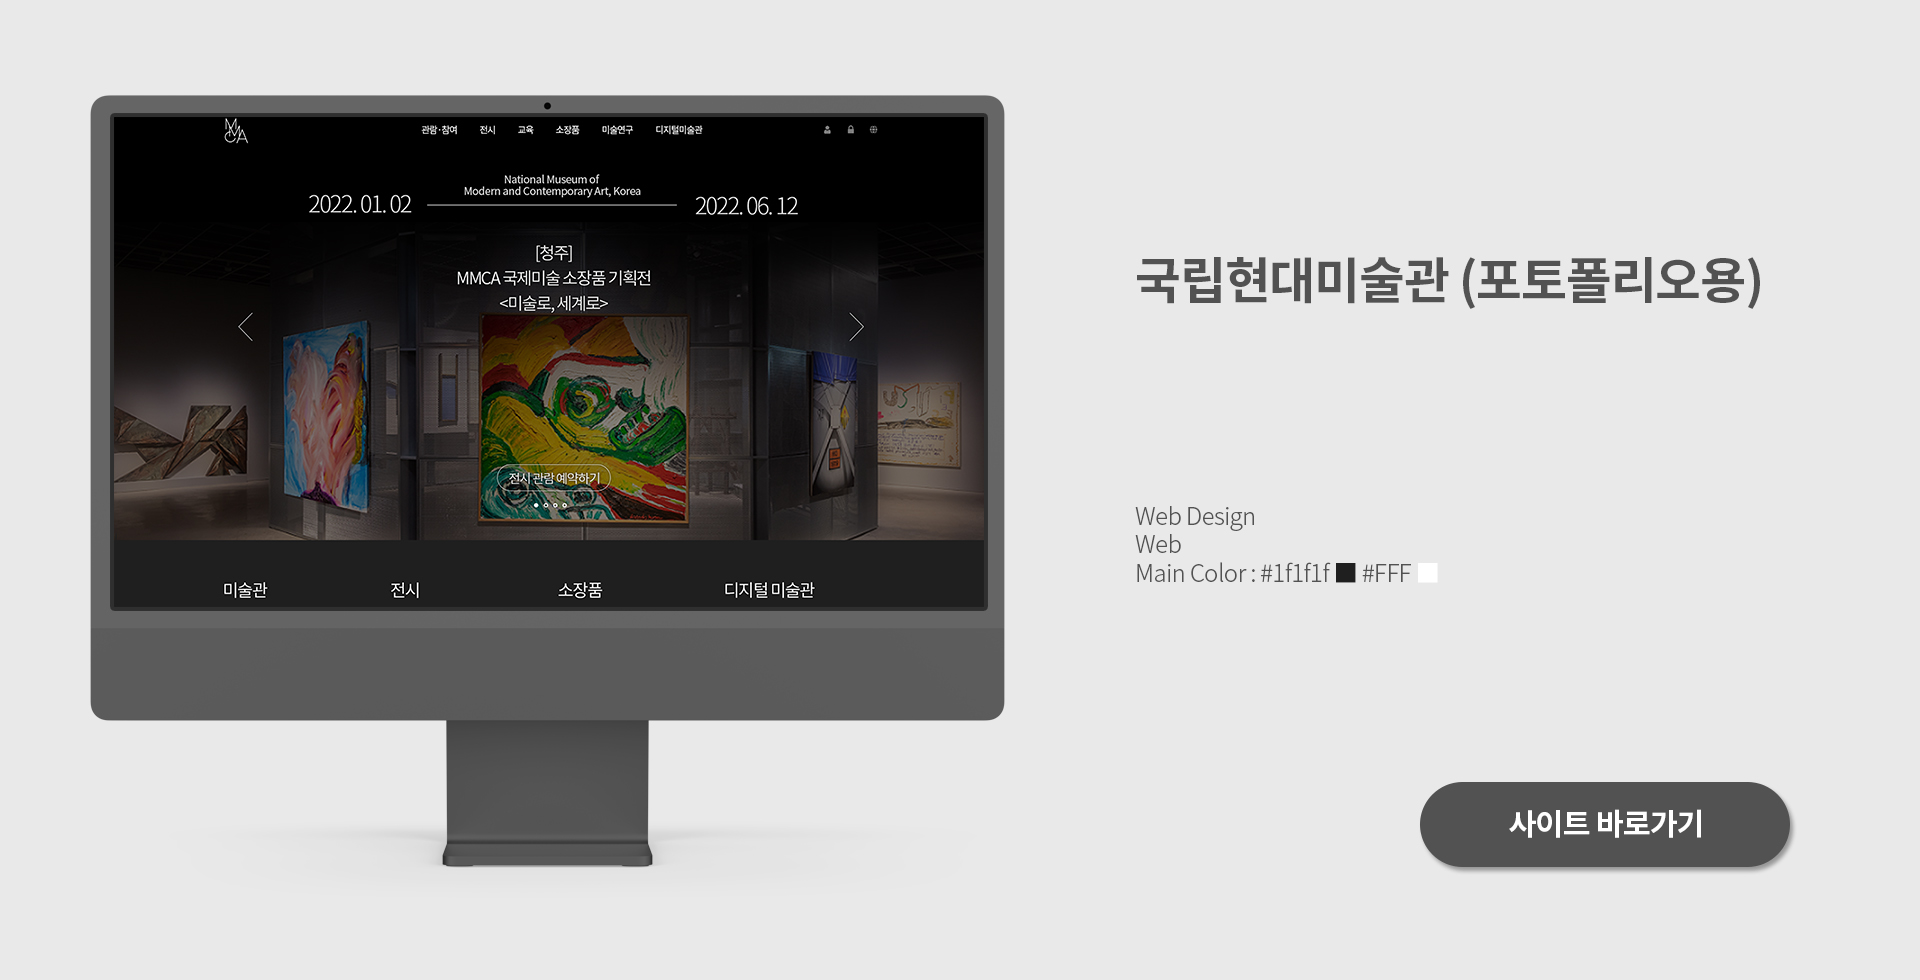 MMCA
관람·참여 전시 교육 소장품 미술연구 디지털미술관
National Museum of
Modern and Contemporary Art, Korea
2022. 01. 02
2022. 06. 12
[청주]
MMCA 국제미술 소장품 기획전
<미술로, 세계로>
전시 관람 예약하기
미술관 전시 소장품 디지털 미술관
국립현대미술관 (포토폴리오용)
Web Design
Web
Main Color : #1f1f1f #FFF
사이트 바로가기